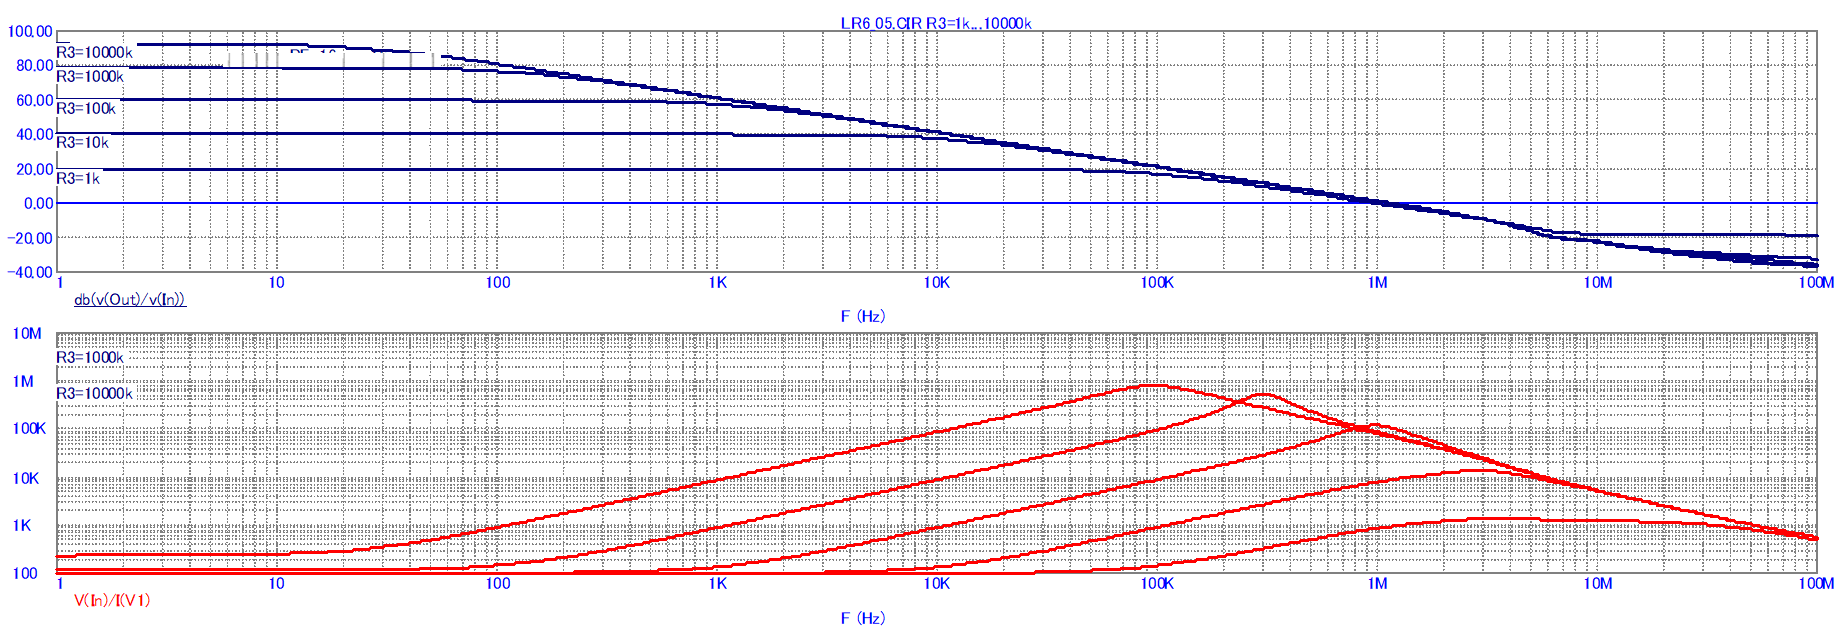 LR6_05.CIR R3=1k...10000k
100.00
R3=10000k
80.00
R3=1000k
60.00
R3=100k
40.00
R3=10k
20.00
R3=1k
0.00
-20.00
-40.00
1 10 100 1K 10K 100K 1M 10M 100M
db(v(Out)/v(In))
F (Hz)
10M
R3=1000k
1M
R3=10000k
100K
10K
1K
100
1 10 100 1K 10K 100K 1M 10M 100M
V(In)/I(V1)
F (Hz)